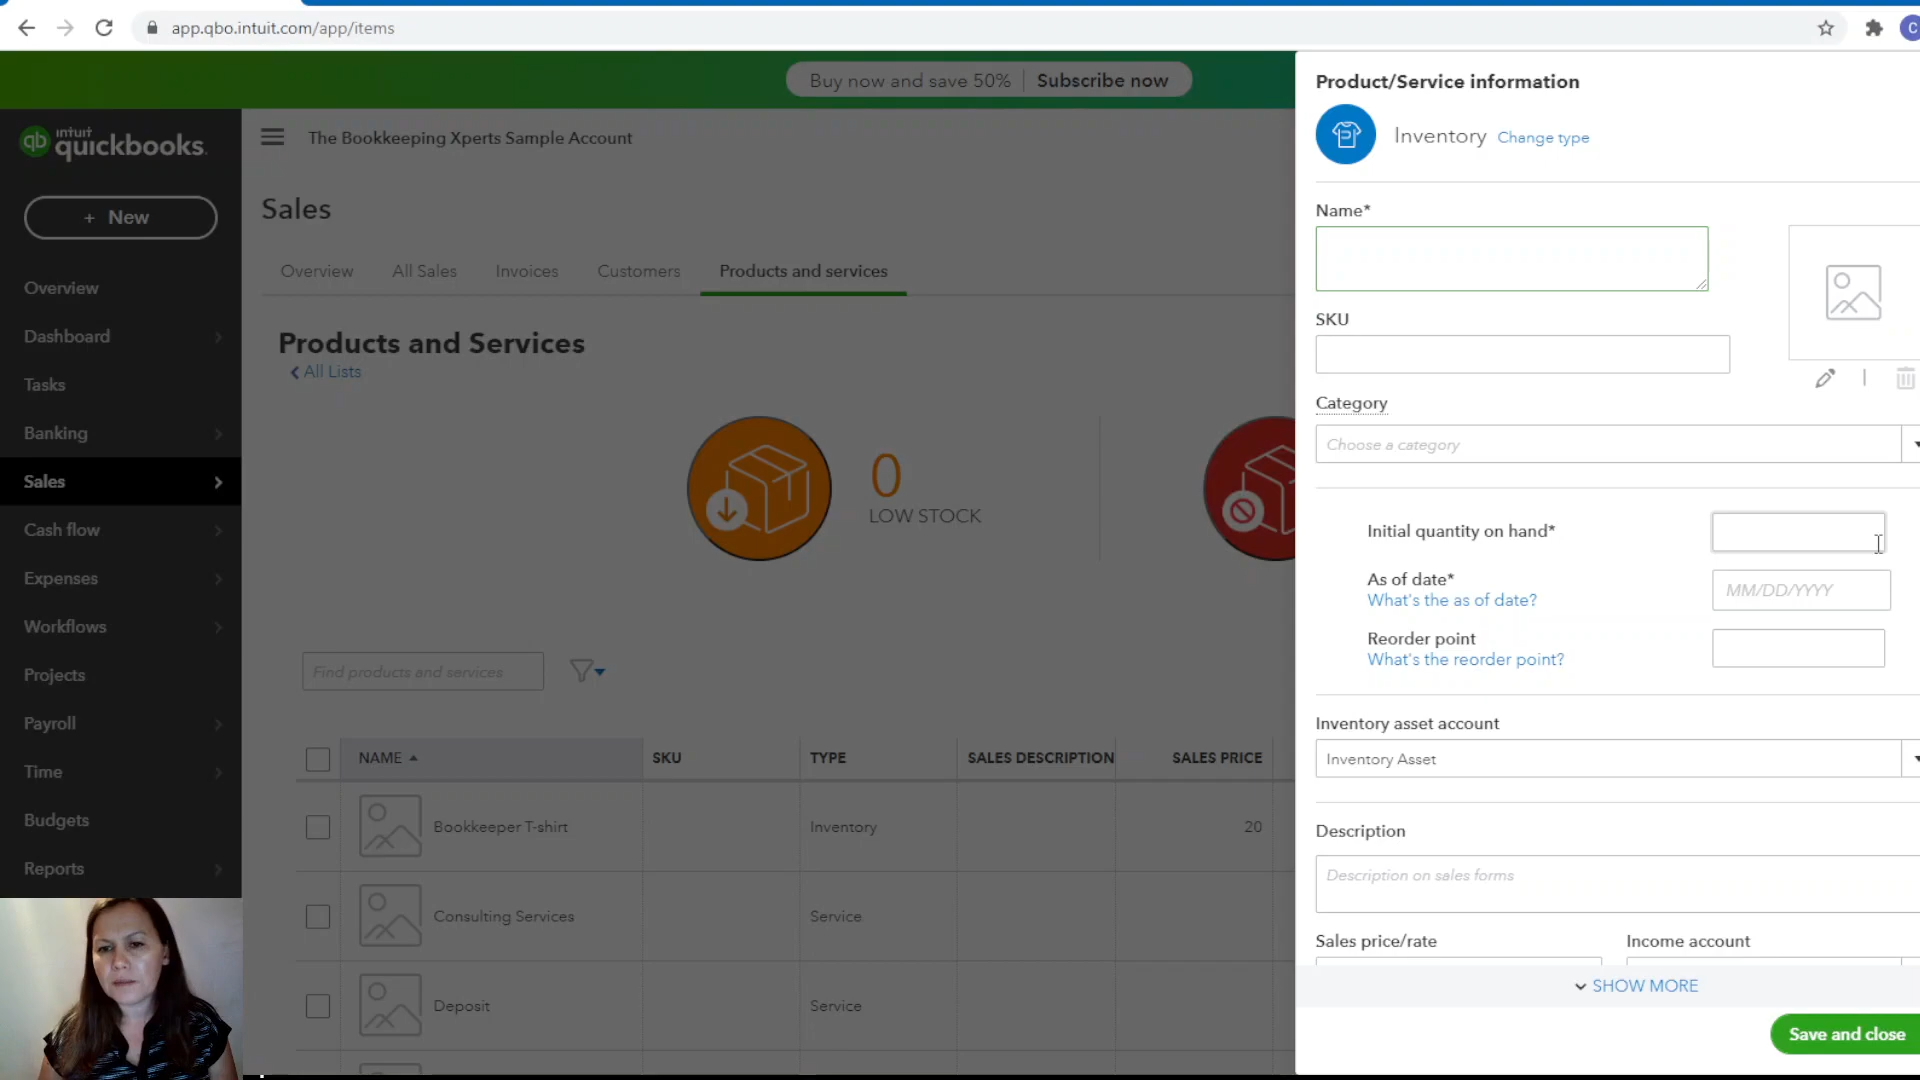 app.qbo.intuit.com/app/items
C
Buy now and save 50% Subscribe now
qb intuit quickbooks.
The Bookkeeping Xperts Sample Account
+ New
Overview
Dashboard
Tasks
Banking
Sales
Cash flow
Expenses
Workflows
Projects
Payroll
Time
Budgets
Reports
Sales
Overview All Sales Invoices Customers Products and services
Products and Services
All Lists
0
LOW STOCK
Find products and services
NAME SKU TYPE SALES DESCRIPTION SALES PRICE
Bookkeeper T-shirt Inventory 20
Consulting Services Service
Deposit Service
Product/Service information
Inventory Change type
Name*
SKU
Category
Choose a category
Initial quantity on hand*
As of date*
What's the as of date?
MM/DD/YYYY
Reorder point
What's the reorder point?
Inventory asset account
Inventory Asset
Description
Description on sales forms
Sales price/rate Income account
SHOW MORE
Save and close